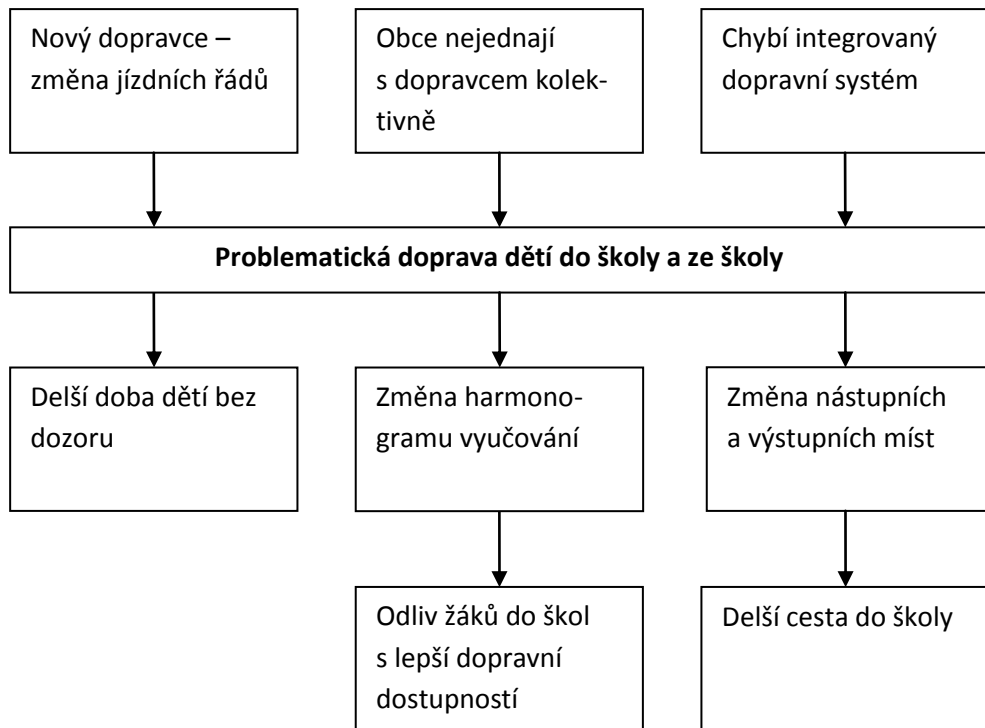 Nový dopravce –
změna jízdních řádů
Obce nejednají
s dopravcem kolek-
tivně
Chybí integrovaný
dopravní systém
Problematická doprava dětí do školy a ze školy
Delší doba dětí bez
dozoru
Změna harmono-
gramu vyučování
Změna nástupních
a výstupních míst
Odliv žáků do škol
s lepší dopravní
dostupností
Delší cesta do školy